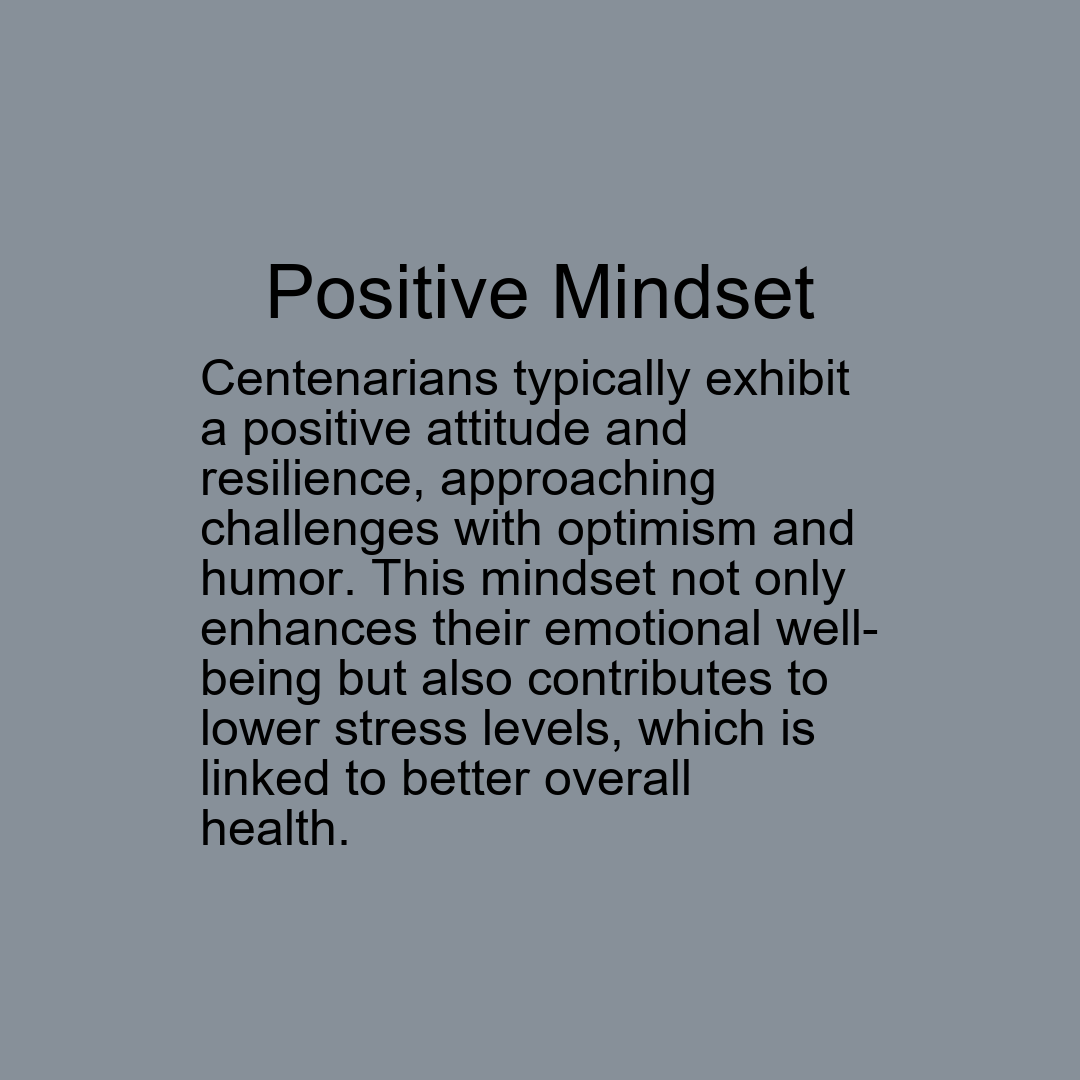 Positive Mindset
Centenarians typically exhibit
a positive attitude and
resilience, approaching
challenges with optimism and
humor. This mindset not only
enhances their emotional well-
being but also contributes to
lower stress levels, which is
linked to better overall
health.